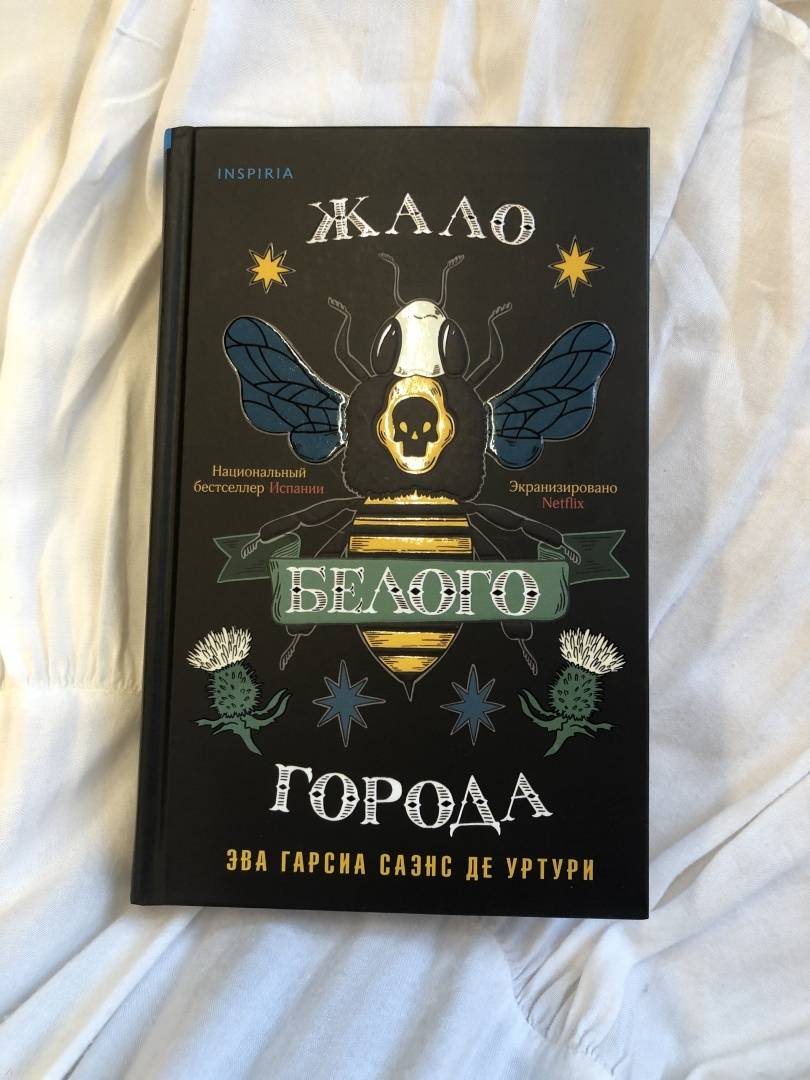 INSPIRIA
ЖАЛО
Национальный
бестселлер Испании
Экранизировано
Netflix
БЕЛОГО
ГОРОДА
ЭВА ГАРСИА САЭНС ДЕ УРТУРИ